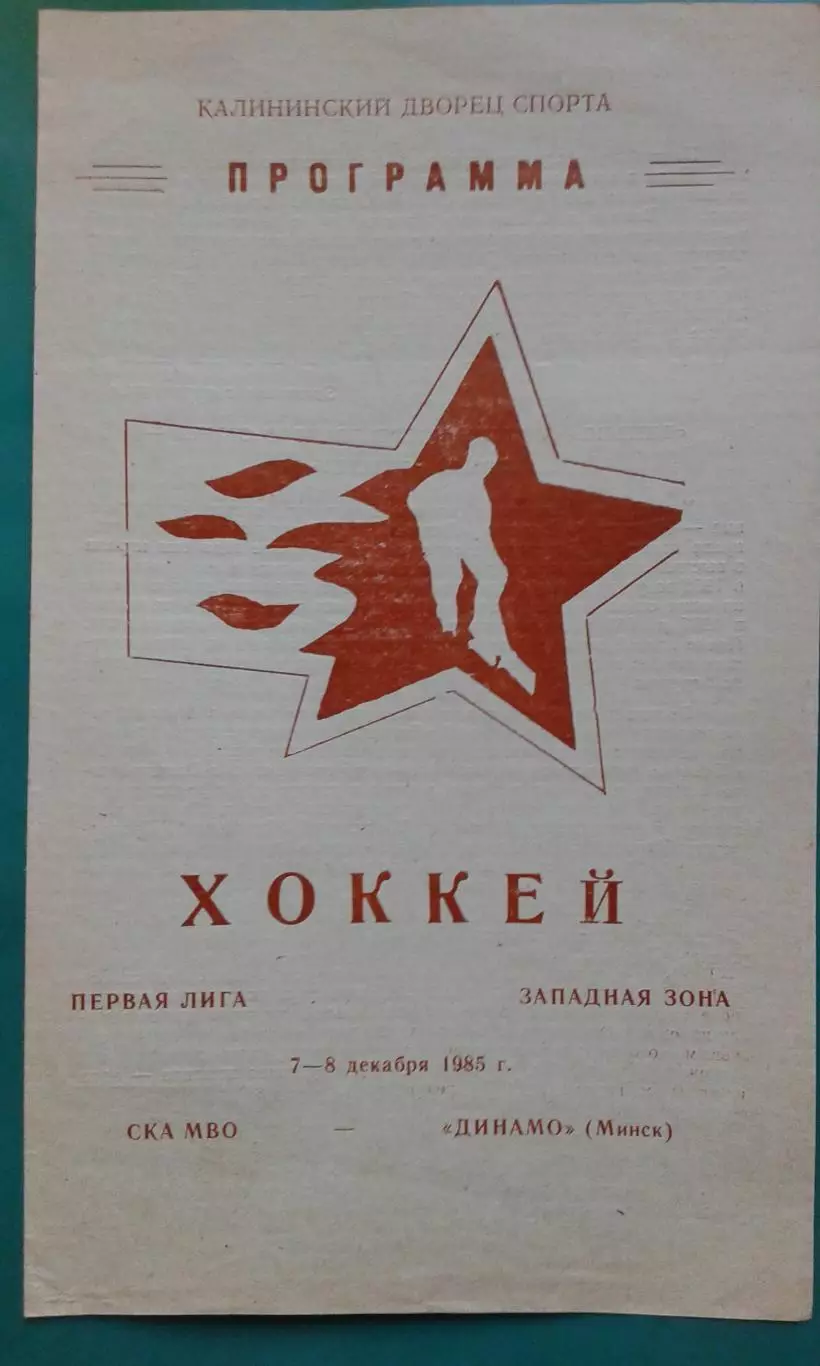 КАЛИНИНСКИЙ ДВОРЕЦ СПОРТА
ПРОГРАММА
ХОККЕЙ
ПЕРВАЯ ЛИГА ЗАПАДНАЯ ЗОНА
7—8 декабря 1985 г.
СКА МВО — «ДИНАМО» (Минск)